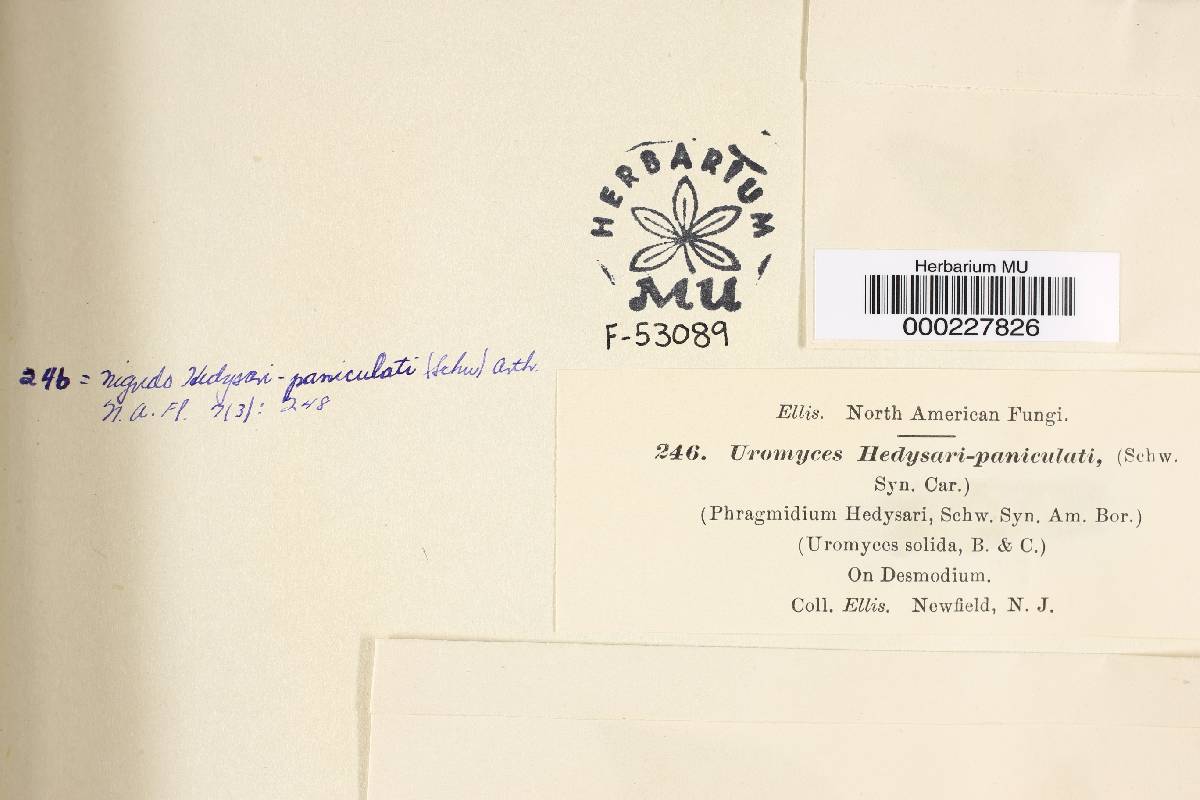 HERBARIUM
MU
F-53089
Herbarium MU
000227826
246 = nigredo Hedysari-paniculati (Schw) Arth.
N.A.Fl. 7(3): 248
Ellis. North American Fungi.
246. Uromyces Hedysari-paniculati, (Schw.
Syn. Car.)
(Phragmidium Hedysari, Schw. Syn. Am. Bor.)
(Uromyces solida, B. & C.)
On Desmodium.
Coll. Ellis. Newfield, N. J.